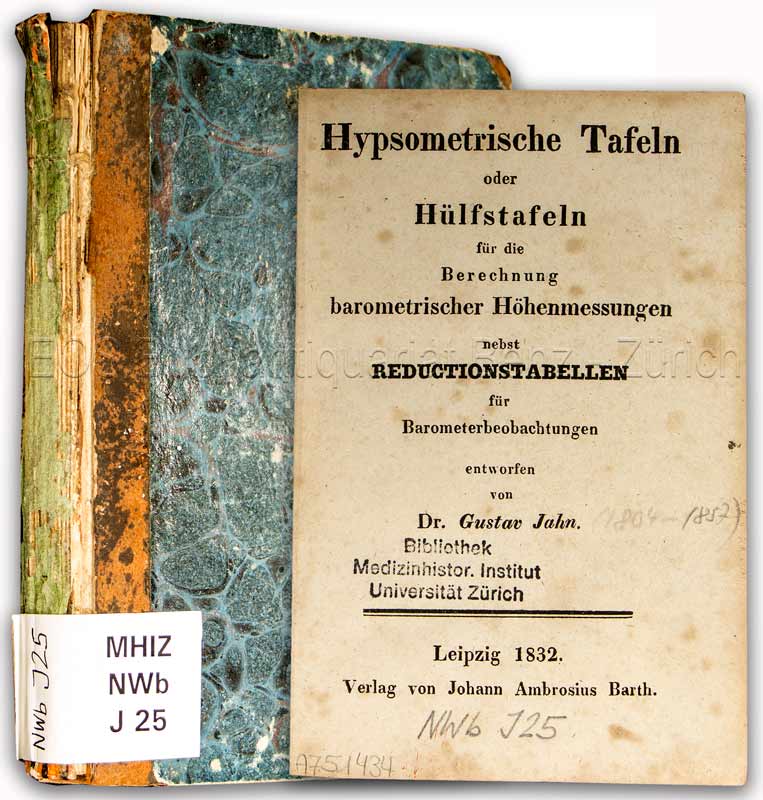 Hypsometrische Tafeln
oder
Hülfstafeln
für die
Berechnung
barometrischer Höhenmessungen
nebst
REDUCTIONSTABELLEN
für
Barometerbeobachtungen
entworfen
von
Dr. Gustav Jahn. (1804-1857)
Bibliothek
Medizinhistor. Institut
Universität Zürich
Leipzig 1832.
Verlag von Johann Ambrosius Barth.
NWb J25
A751434
NWb J25
MHIZ
NWb
J 25
Zürich